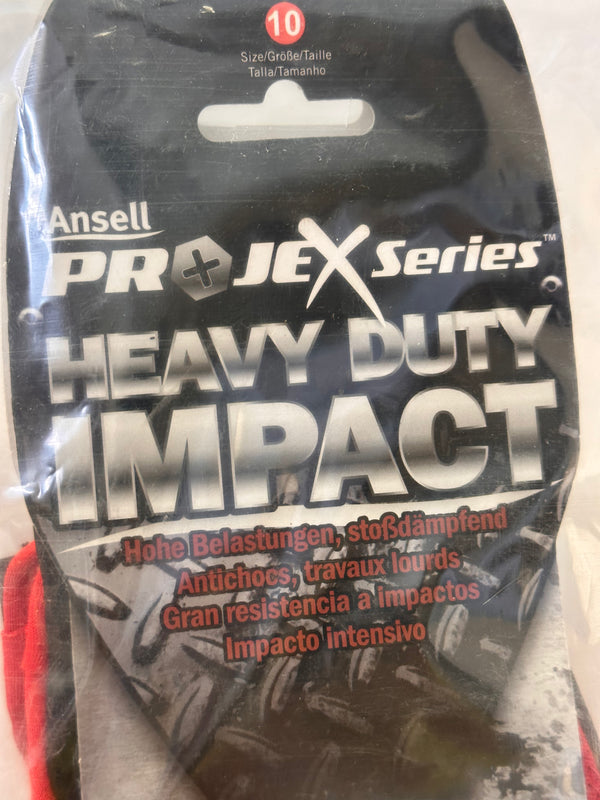 10
Size/Größe/Taille
Talla/Tamanho
Ansell
PROJEX Series™
HEAVY DUTY
IMPACT
Hohe Belastungen, stoßdämpfend
Antichocs, travaux lourds
Gran resistencia a impactos
Impacto intensivo